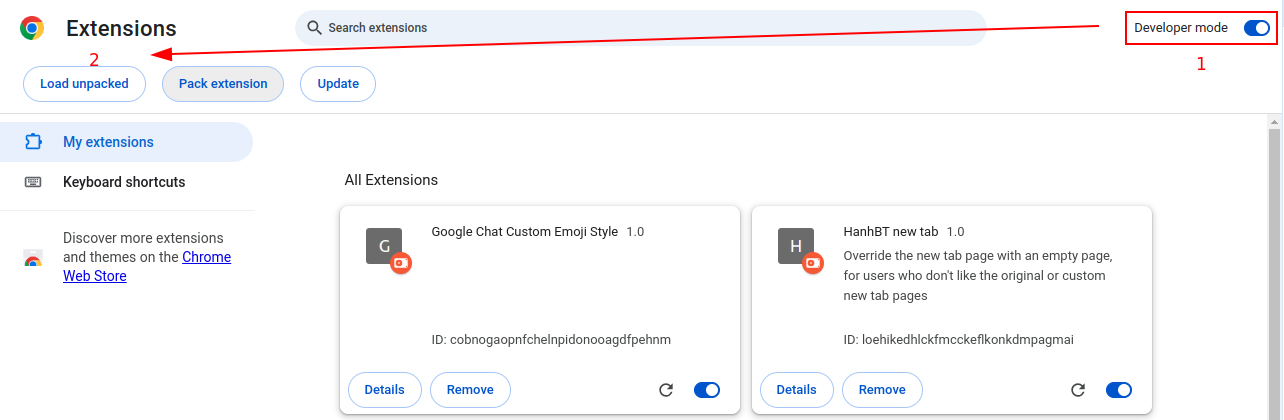 Extensions
Search extensions
Developer mode
2
1
Load unpacked
Pack extension
Update
My extensions
Keyboard shortcuts
Discover more extensions
and themes on the Chrome
Web Store
All Extensions
G
Google Chat Custom Emoji Style 1.0
ID: cobnogaopnfchelnpidonooagdfpehnm
Details
Remove
H
HanhBT new tab 1.0
Override the new tab page with an empty page,
for users who don't like the original or custom
new tab pages
ID: loehikedhlckfmcckeflkonkdmpagmai
Details
Remove